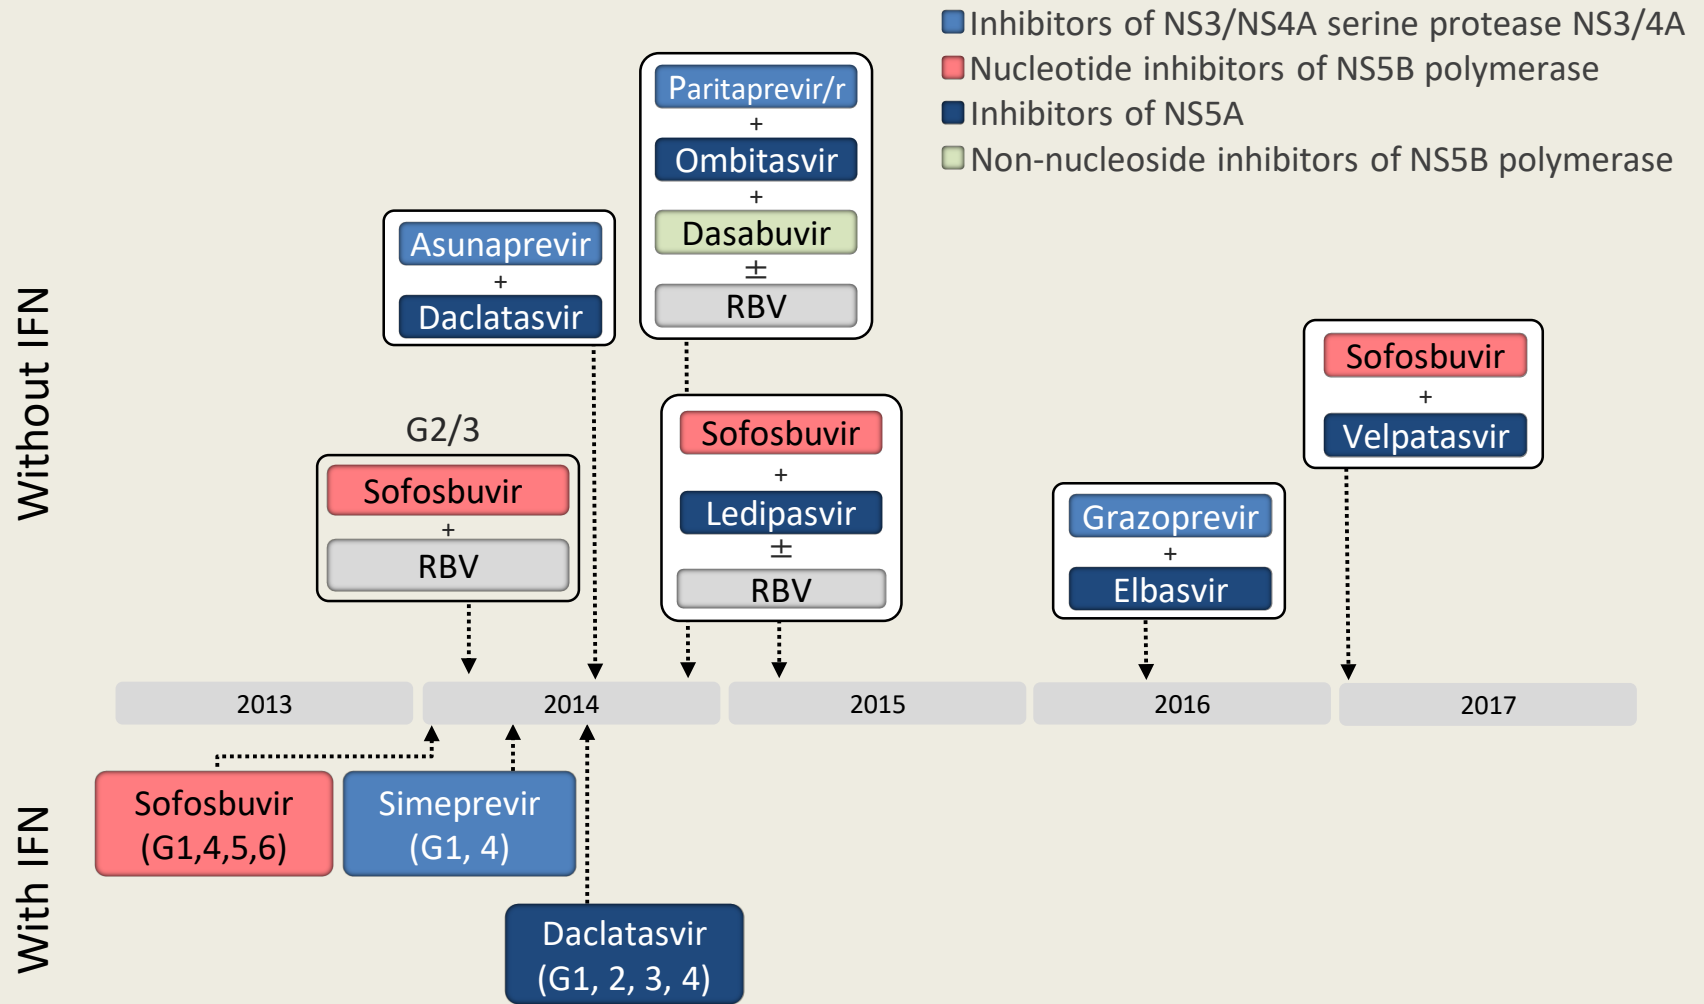 Inhibitors of NS3/NS4A serine protease NS3/4A
Nucleotide inhibitors of NS5B polymerase
Inhibitors of NS5A
Non-nucleoside inhibitors of NS5B polymerase
Without IFN
Paritaprevir/r
+
Ombitasvir
+
Dasabuvir
±
RBV
Asunaprevir
+
Daclatasvir
G2/3
Sofosbuvir
+
RBV
Sofosbuvir
+
Ledipasvir
±
RBV
Grazoprevir
+
Elbasvir
Sofosbuvir
+
Velpatasvir
2013
2014
2015
2016
2017
With IFN
Sofosbuvir
(G1,4,5,6)
Simeprevir
(G1, 4)
Daclatasvir
(G1, 2, 3, 4)